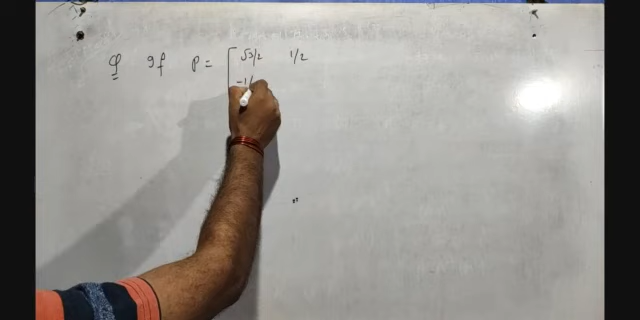 Q If P = [ √3/2 1/2
-1/